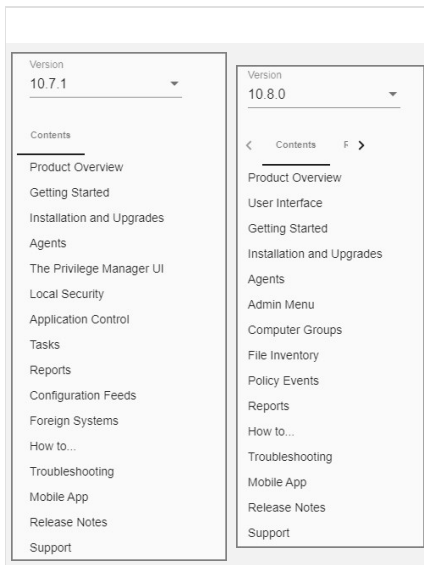 Version
10.7.1
Contents
Product Overview
Getting Started
Installation and Upgrades
Agents
The Privilege Manager UI
Local Security
Application Control
Tasks
Reports
Configuration Feeds
Foreign Systems
How to...
Troubleshooting
Mobile App
Release Notes
Support
Version
10.8.0
Contents
Product Overview
User Interface
Getting Started
Installation and Upgrades
Agents
Admin Menu
Computer Groups
File Inventory
Policy Events
Reports
How to...
Troubleshooting
Mobile App
Release Notes
Support